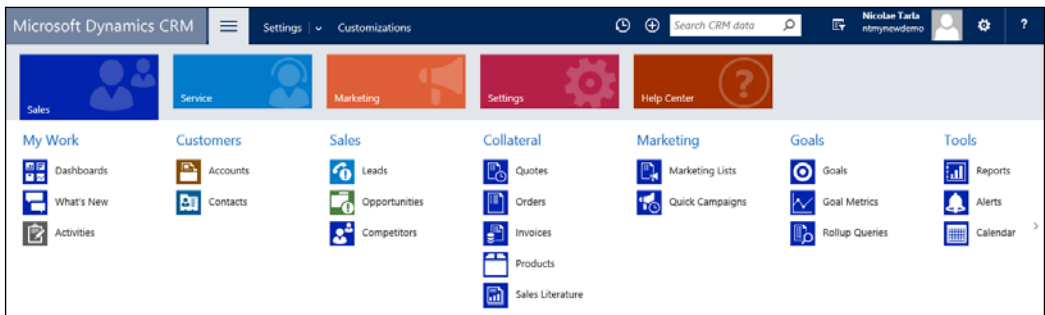 Microsoft Dynamics CRM
Settings
Customizations
Search CRM data
Nicolae Tarla
ntmynewdemo
?
Sales
Service
Marketing
Settings
Help Center
?
My Work
Customers
Sales
Collateral
Marketing
Goals
Tools
Dashboards
Accounts
Leads
Quotes
Marketing Lists
Goals
Reports
What's New
Contacts
Opportunities
Orders
Quick Campaigns
Goal Metrics
Alerts
Activities
Competitors
Invoices
Rollup Queries
Calendar
Products
Sales Literature